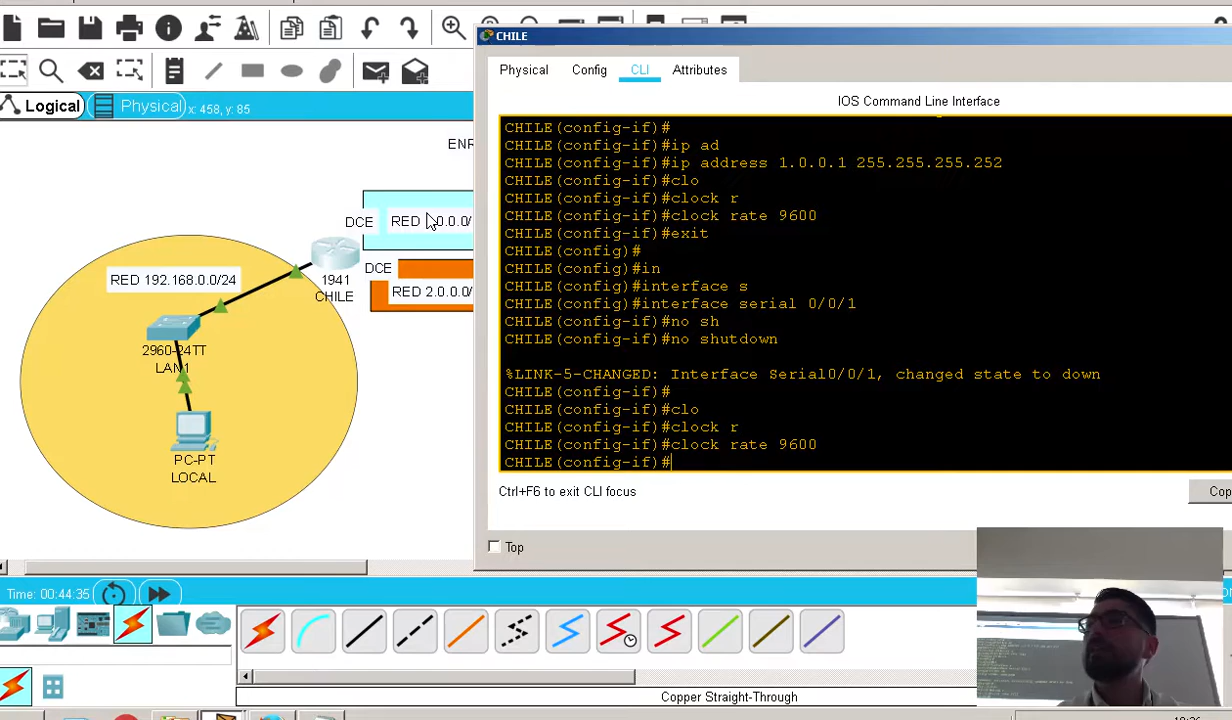 CHILE
Physical
Config
CLI
Attributes
IOS Command Line Interface
Logical
Physical
x: 458, y: 85
CHILE(config-if)#
CHILE(config-if)#ip ad
CHILE(config-if)#ip address 1.0.0.1 255.255.255.252
CHILE(config-if)#clo
CHILE(config-if)#clock r
CHILE(config-if)#clock rate 9600
CHILE(config-if)#exit
CHILE(config)#
CHILE(config)#in
CHILE(config)#interface s
CHILE(config)#interface serial 0/0/1
CHILE(config-if)#no sh
CHILE(config-if)#no shutdown
%LINK-5-CHANGED: Interface Serial0/0/1, changed state to down
CHILE(config-if)#
CHILE(config-if)#clo
CHILE(config-if)#clock r
CHILE(config-if)#clock rate 9600
CHILE(config-if)#
ENR
DCE
RED .0.0.0/
DCE
RED 2.0.0.0/
RED 192.168.0.0/24
1941
CHILE
2960-24TT
LAN1
PC-PT
LOCAL
Ctrl+F6 to exit CLI focus
Cop
Top
Time: 00:44:35
Copper Straight-Through